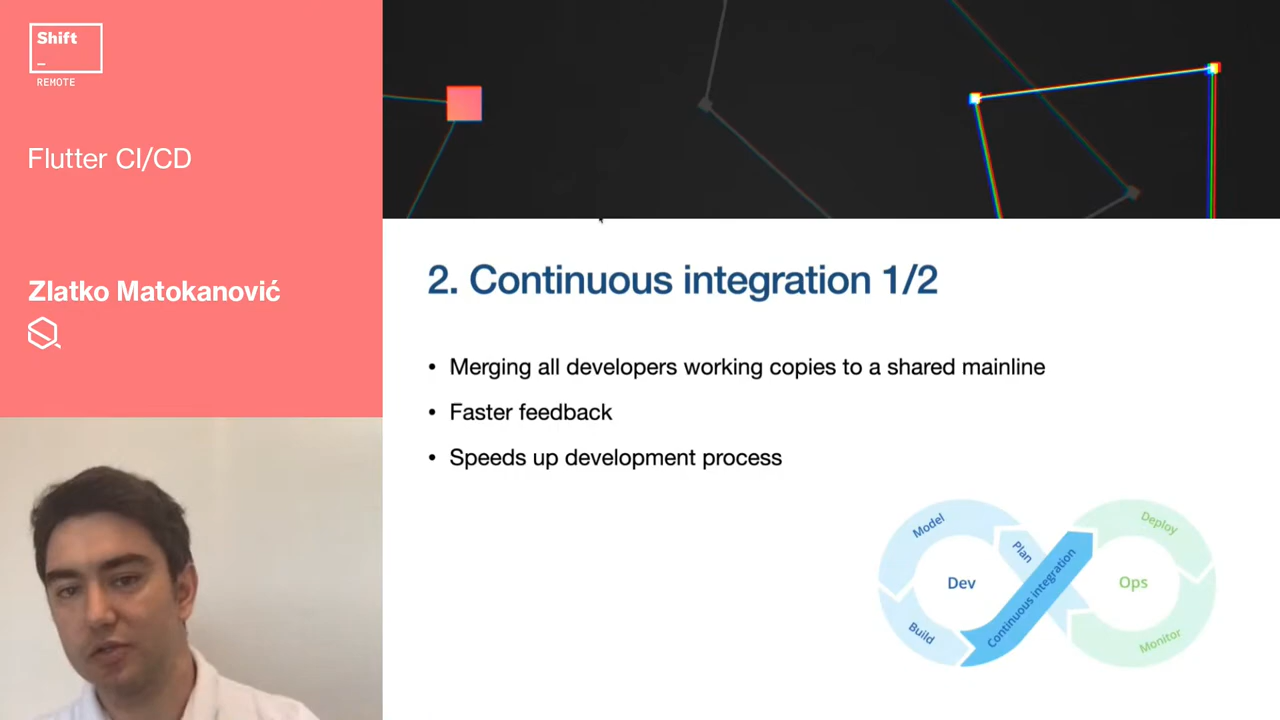 Shift
_
REMOTE
Flutter CI/CD
Zlatko Matokanović
2. Continuous integration 1/2
• Merging all developers working copies to a shared mainline
• Faster feedback
• Speeds up development process
Model
Plan
Deploy
Dev
Continuous integration
Ops
Build
Monitor